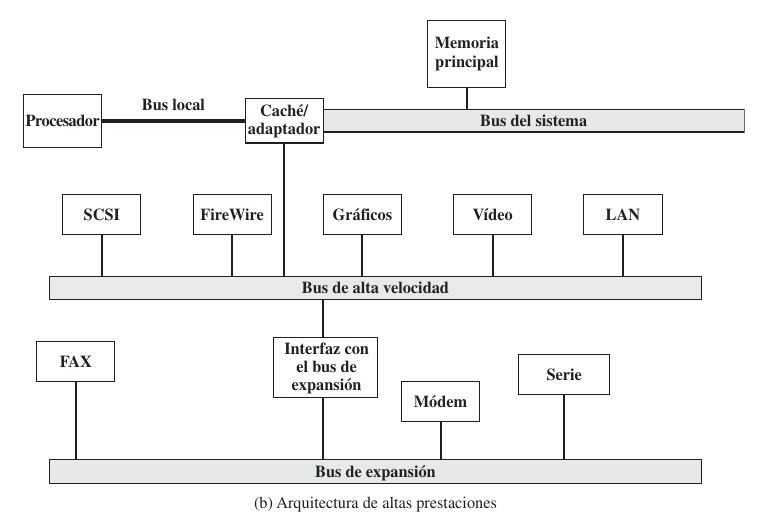 Memoria
principal
Bus local
Procesador
Caché/
adaptador
Bus del sistema
SCSI
FireWire
Gráficos
Vídeo
LAN
Bus de alta velocidad
FAX
Interfaz con
el bus de
expansión
Módem
Serie
Bus de expansión
(b) Arquitectura de altas prestaciones